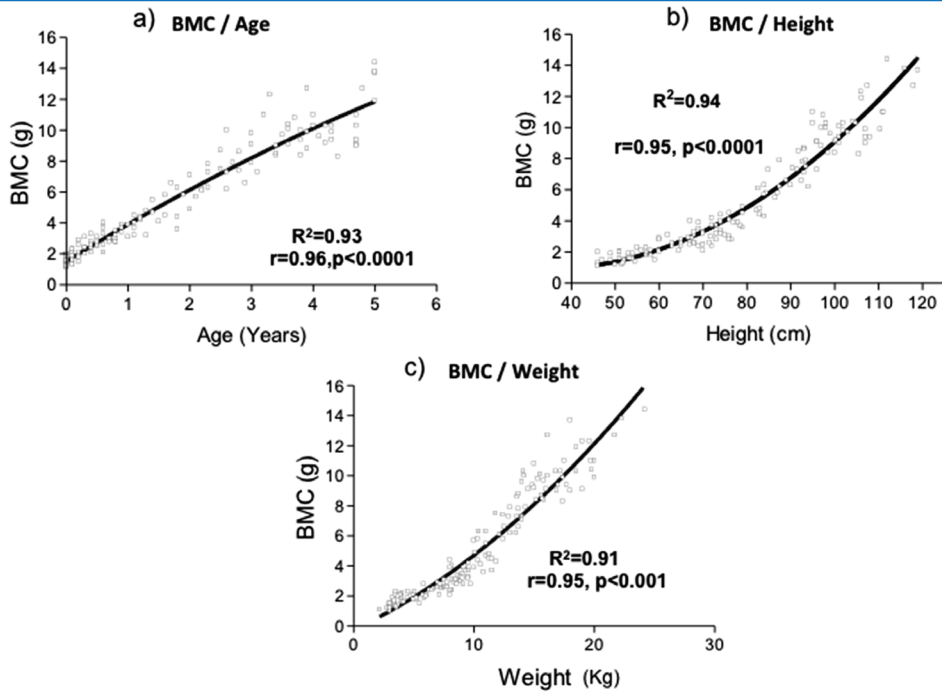 a) BMC / Age
BMC (g)
16
14
12
10
8
6
4
2
0
R²=0.93
r=0.96,p<0.0001
0 1 2 3 4 5 6
Age (Years)
b) BMC / Height
BMC (g)
16
14
12
10
8
6
4
2
0
R²=0.94
r=0.95, p<0.0001
40 50 60 70 80 90 100 110 120
Height (cm)
c) BMC / Weight
BMC (g)
16
14
12
10
8
6
4
2
0
R²=0.91
r=0.95, p<0.001
0 10 20 30
Weight (Kg)